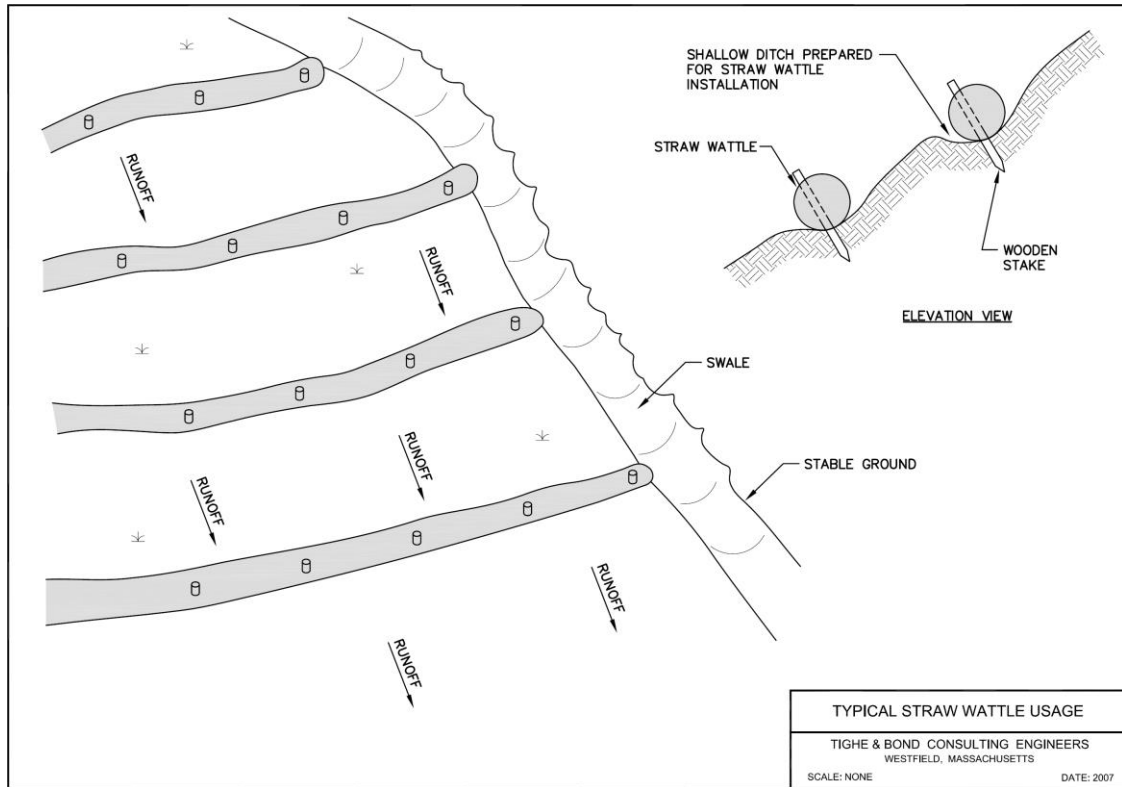 SHALLOW DITCH PREPARED
FOR STRAW WATTLE
INSTALLATION
STRAW WATTLE
WOODEN
STAKE
ELEVATION VIEW
RUNOFF
RUNOFF
SWALE
STABLE GROUND
RUNOFF
RUNOFF
RUNOFF
RUNOFF
TYPICAL STRAW WATTLE USAGE
TIGHE & BOND CONSULTING ENGINEERS
WESTFIELD, MASSACHUSETTS
SCALE: NONE DATE: 2007